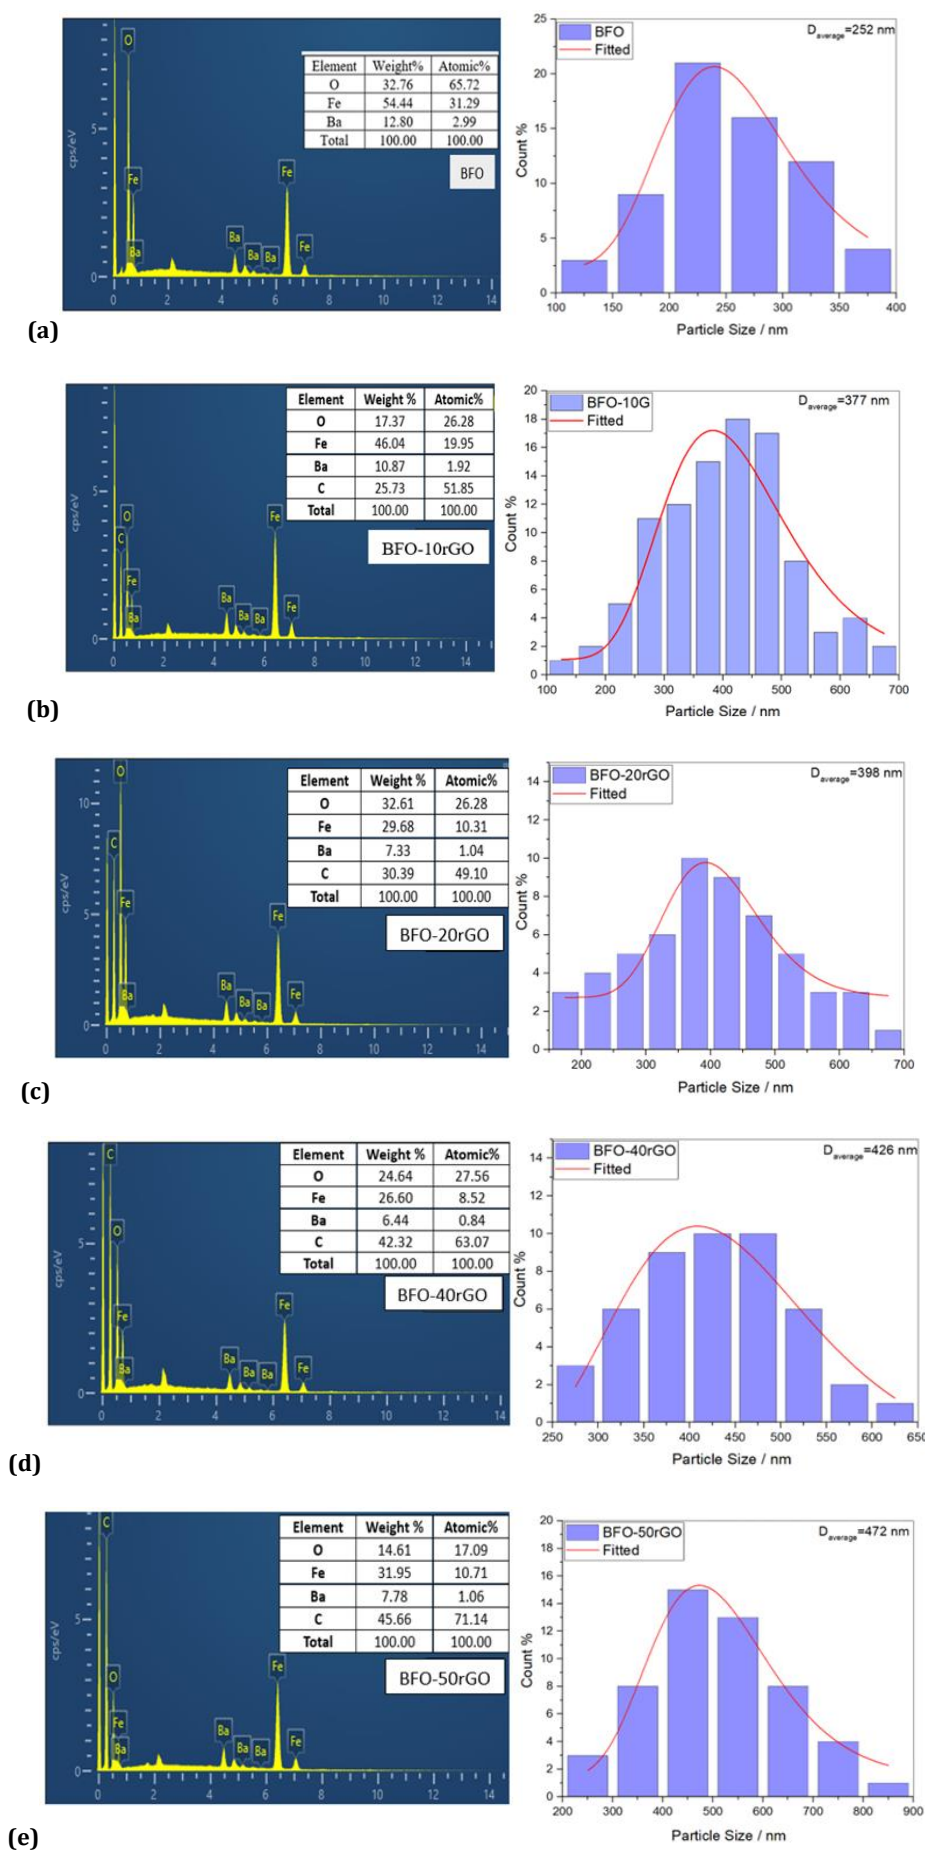 Element Weight% Atomic%
O 32.76 65.72
Fe 54.44 31.29
Ba 12.80 2.99
Total 100.00 100.00
BFO
O
Fe
Ba
Ba
Ba
Ba
Fe
Fe
cps/eV
5
0
0 2 4 6 8 10 12 14
BFO
Fitted
Daverage=252 nm
Count %
25
20
15
10
5
0
100 150 200 250 300 350 400
Particle Size / nm
(a)
Element Weight % Atomic%
O 17.37 26.28
Fe 46.04 19.95
Ba 10.87 1.92
C 25.73 51.85
Total 100.00 100.00
BFO-10rGO
C
O
Fe
Ba
Ba
Ba
Ba
Fe
Fe
cps/eV
5
0
0 2 4 6 8 10 12 14
BFO-10G
Fitted
Daverage=377 nm
Count %
20
18
16
14
12
10
8
6
4
2
0
100 200 300 400 500 600 700
Particle Size / nm
(b)
Element Weight % Atomic%
O 32.61 26.28
Fe 29.68 10.31
Ba 7.33 1.04
C 30.39 49.10
Total 100.00 100.00
BFO-20rGO
O
C
Fe
Ba
Ba
Ba
Ba
Fe
Fe
cps/eV
10
5
0
0 2 4 6 8 10 12 14
BFO-20rGO
Fitted
Daverage=398 nm
Count %
14
12
10
8
6
4
2
0
200 300 400 500 600 700
Particle Size / nm
(c)
Element Weight % Atomic%
O 24.64 27.56
Fe 26.60 8.52
Ba 6.44 0.84
C 42.32 63.07
Total 100.00 100.00
BFO-40rGO
C
O
Fe
Ba
Ba
Ba
Ba
Fe
Fe
cps/eV
5
0
0 2 4 6 8 10 12 14
BFO-40rGO
Fitted
Daverage=426 nm
Count %
14
12
10
8
6
4
2
0
250 300 350 400 450 500 550 600 650
Particle Size / nm
(d)
Element Weight % Atomic%
O 14.61 17.09
Fe 31.95 10.71
Ba 7.78 1.06
C 45.66 71.14
Total 100.00 100.00
BFO-50rGO
C
O
Fe
Ba
Ba
Ba
Ba
Fe
Fe
cps/eV
5
0
0 2 4 6 8 10 12 14
BFO-50rGO
Fitted
Daverage=472 nm
Count %
20
18
16
14
12
10
8
6
4
2
0
200 300 400 500 600 700 800 900
Particle Size / nm
(e)